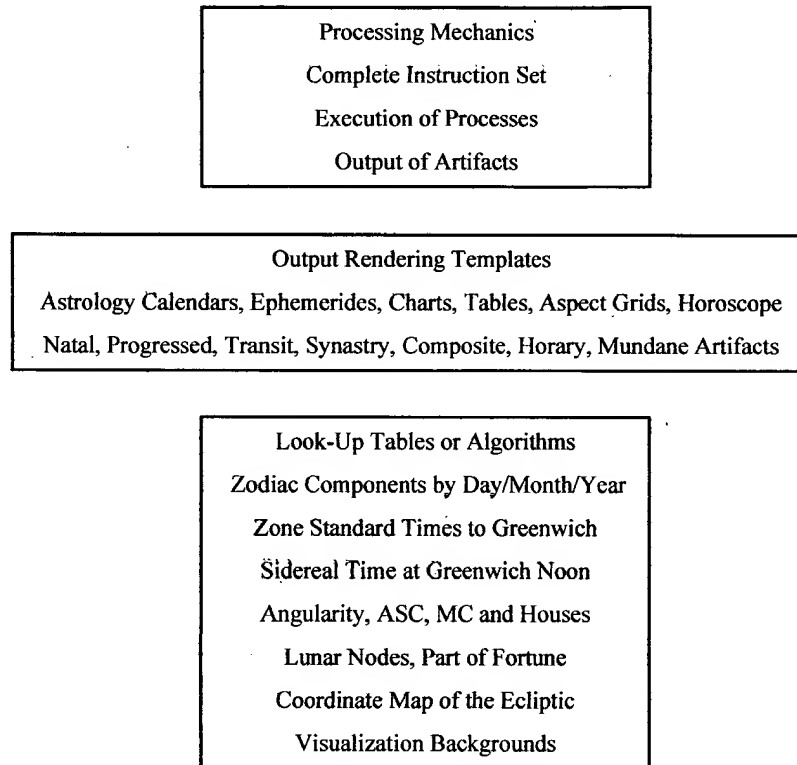 Processing Mechanics
Complete Instruction Set
Execution of Processes
Output of Artifacts
Output Rendering Templates
Astrology Calendars, Ephemerides, Charts, Tables, Aspect Grids, Horoscope
Natal, Progressed, Transit, Synastry, Composite, Horary, Mundane Artifacts
Look-Up Tables or Algorithms
Zodiac Components by Day/Month/Year
Zone Standard Times to Greenwich
Sidereal Time at Greenwich Noon
Angularity, ASC, MC and Houses
Lunar Nodes, Part of Fortune
Coordinate Map of the Ecliptic
Visualization Backgrounds